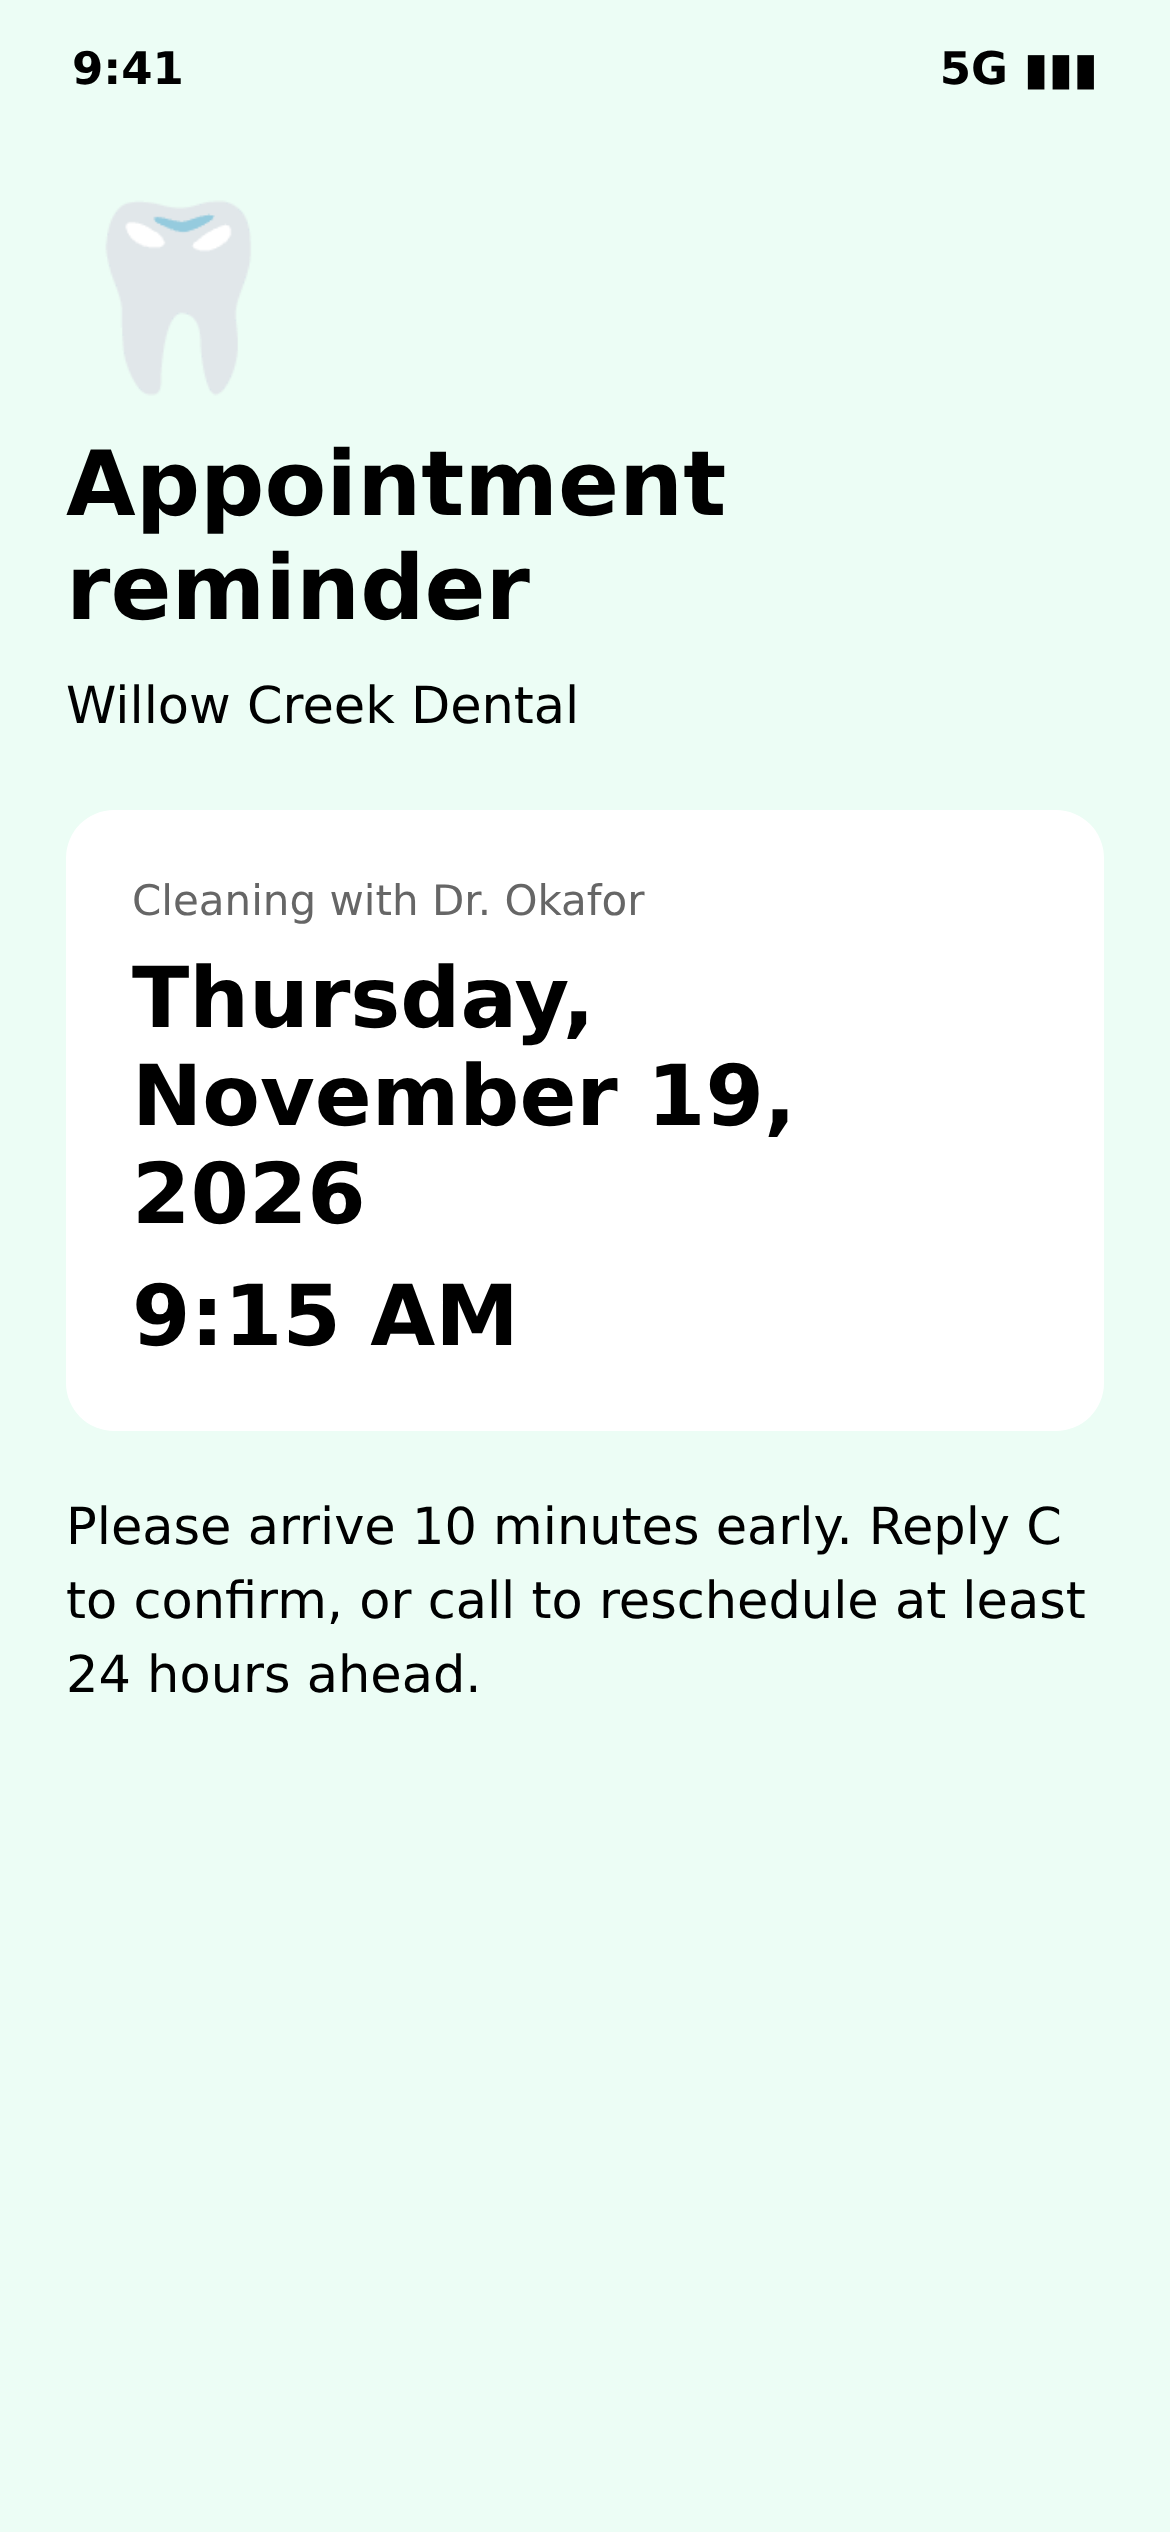 9:41 5G
Appointment
reminder
Willow Creek Dental
Cleaning with Dr. Okafor
Thursday,
November 19,
2026
9:15 AM
Please arrive 10 minutes early. Reply C
to confirm, or call to reschedule at least
24 hours ahead.